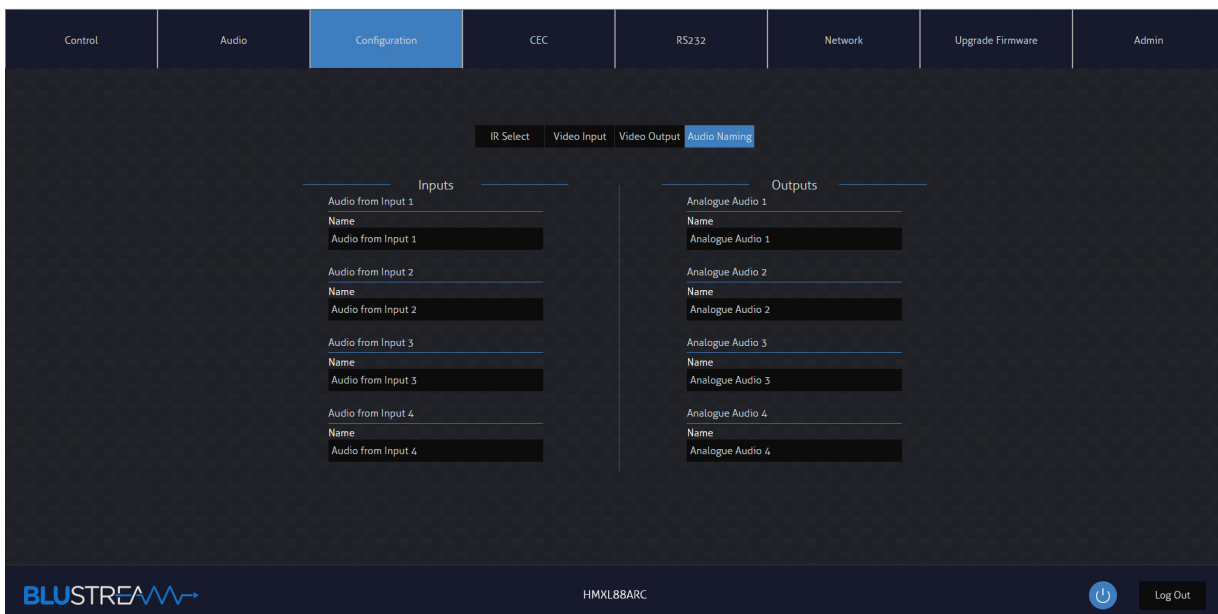 Control Audio Configuration CEC RS232 Network Upgrade Firmware Admin
IR Select Video Input Video Output Audio Naming
Inputs
Audio from Input 1
Name
Audio from Input 1
Audio from Input 2
Name
Audio from Input 2
Audio from Input 3
Name
Audio from Input 3
Audio from Input 4
Name
Audio from Input 4
Outputs
Analogue Audio 1
Name
Analogue Audio 1
Analogue Audio 2
Name
Analogue Audio 2
Analogue Audio 3
Name
Analogue Audio 3
Analogue Audio 4
Name
Analogue Audio 4
BLUSTREAM HMXL88ARC Log Out